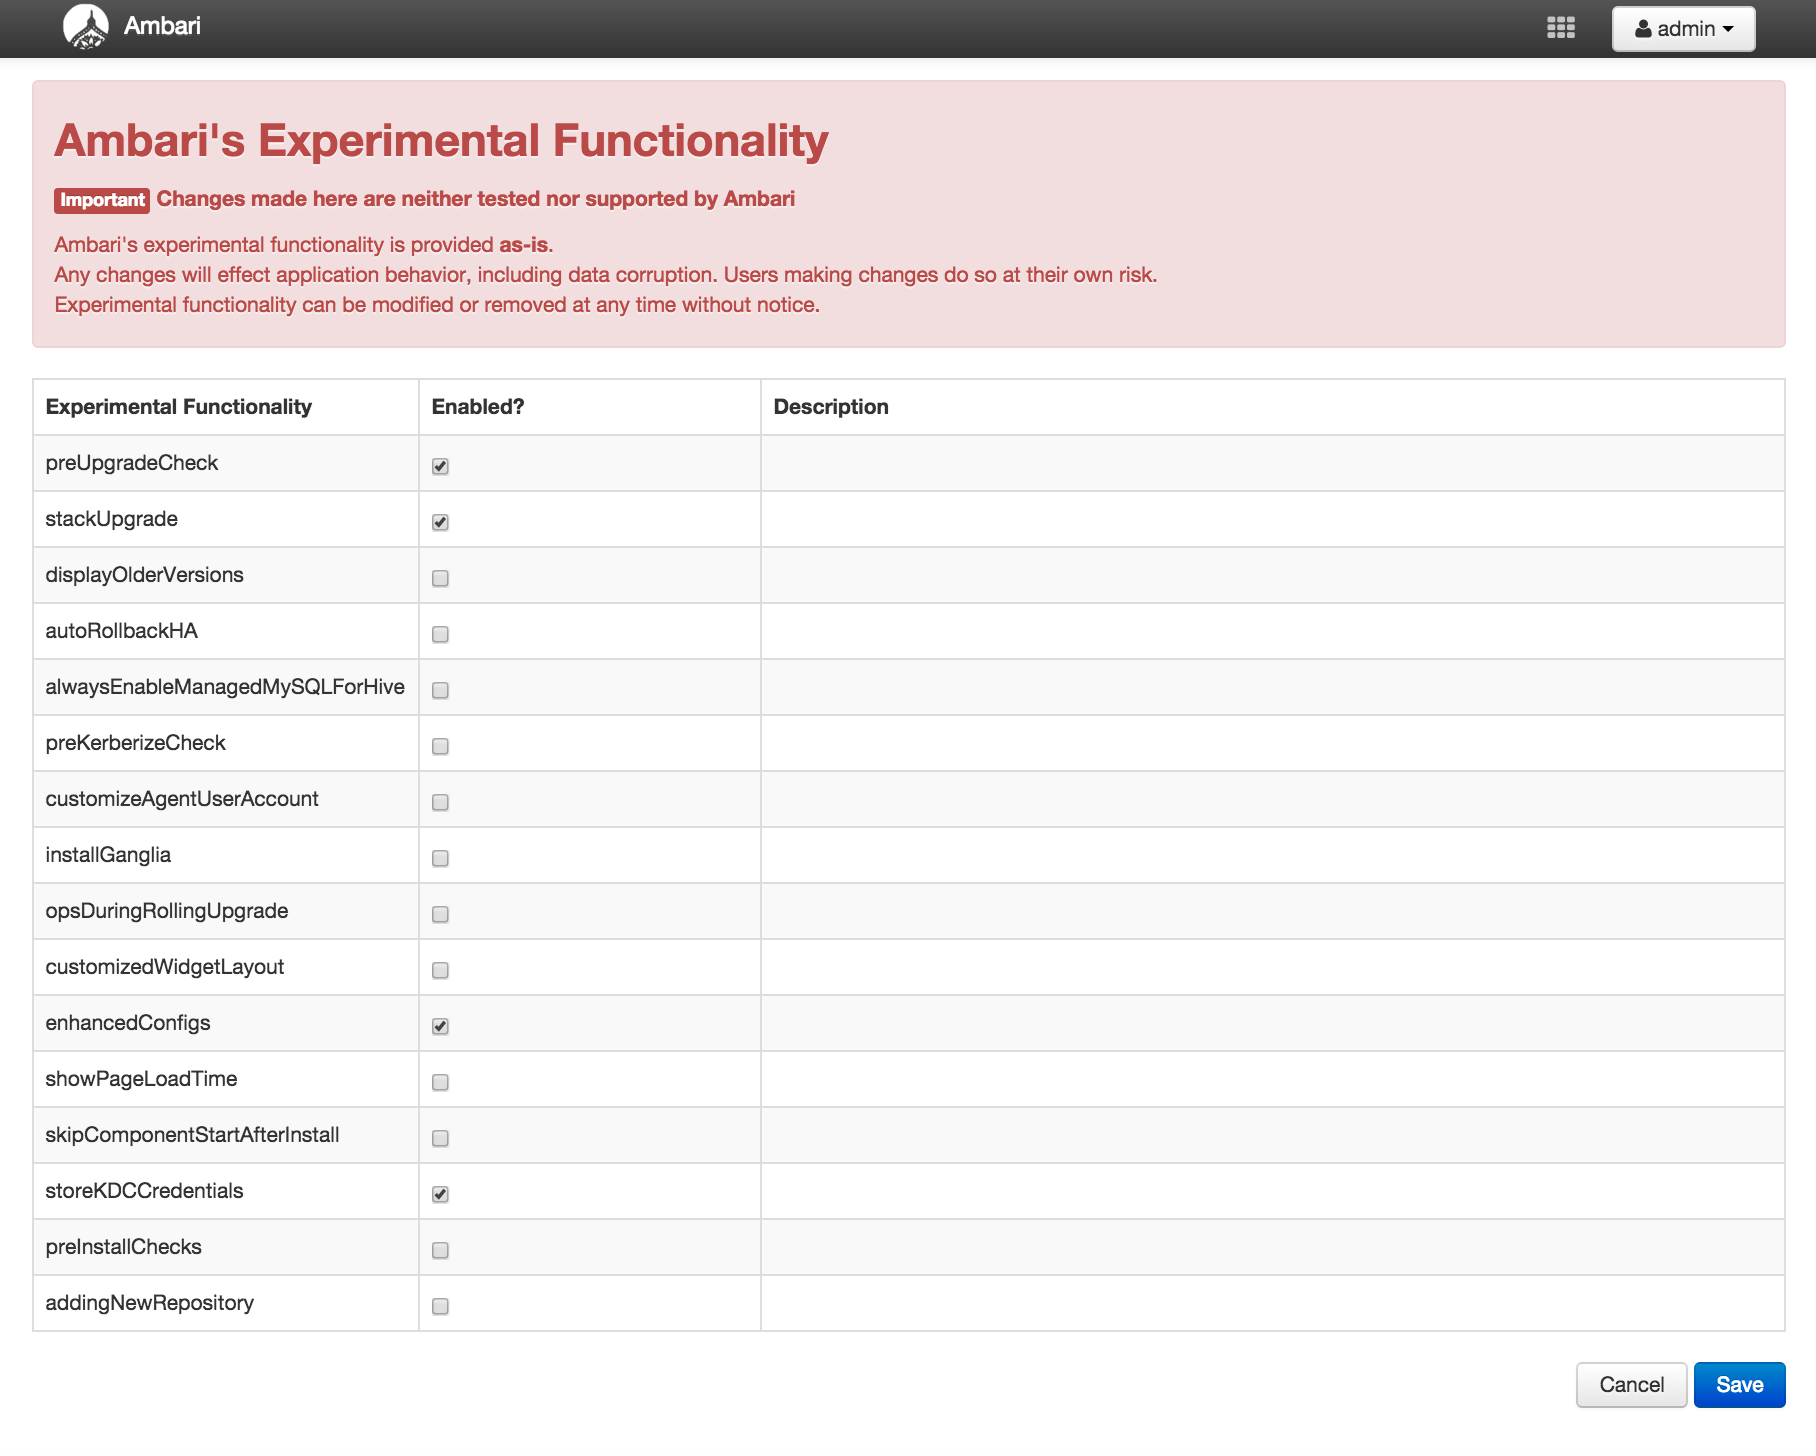 Ambari
admin
Ambari's Experimental Functionality
Important Changes made here are neither tested nor supported by Ambari
Ambari's experimental functionality is provided as-is.
Any changes will effect application behavior, including data corruption. Users making changes do so at their own risk.
Experimental functionality can be modified or removed at any time without notice.
Experimental Functionality Enabled? Description
preUpgradeCheck
stackUpgrade
displayOlderVersions
autoRollbackHA
alwaysEnableManagedMySQLForHive
preKerberizeCheck
customizeAgentUserAccount
installGanglia
opsDuringRollingUpgrade
customizedWidgetLayout
enhancedConfigs
showPageLoadTime
skipComponentStartAfterInstall
storeKDCCredentials
preInstallChecks
addingNewRepository
Cancel Save